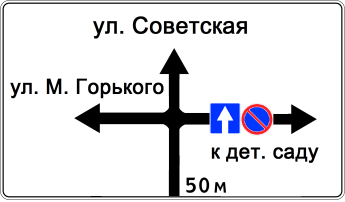 ул. Советская
ул. М. Горького
к дет. саду
50 м